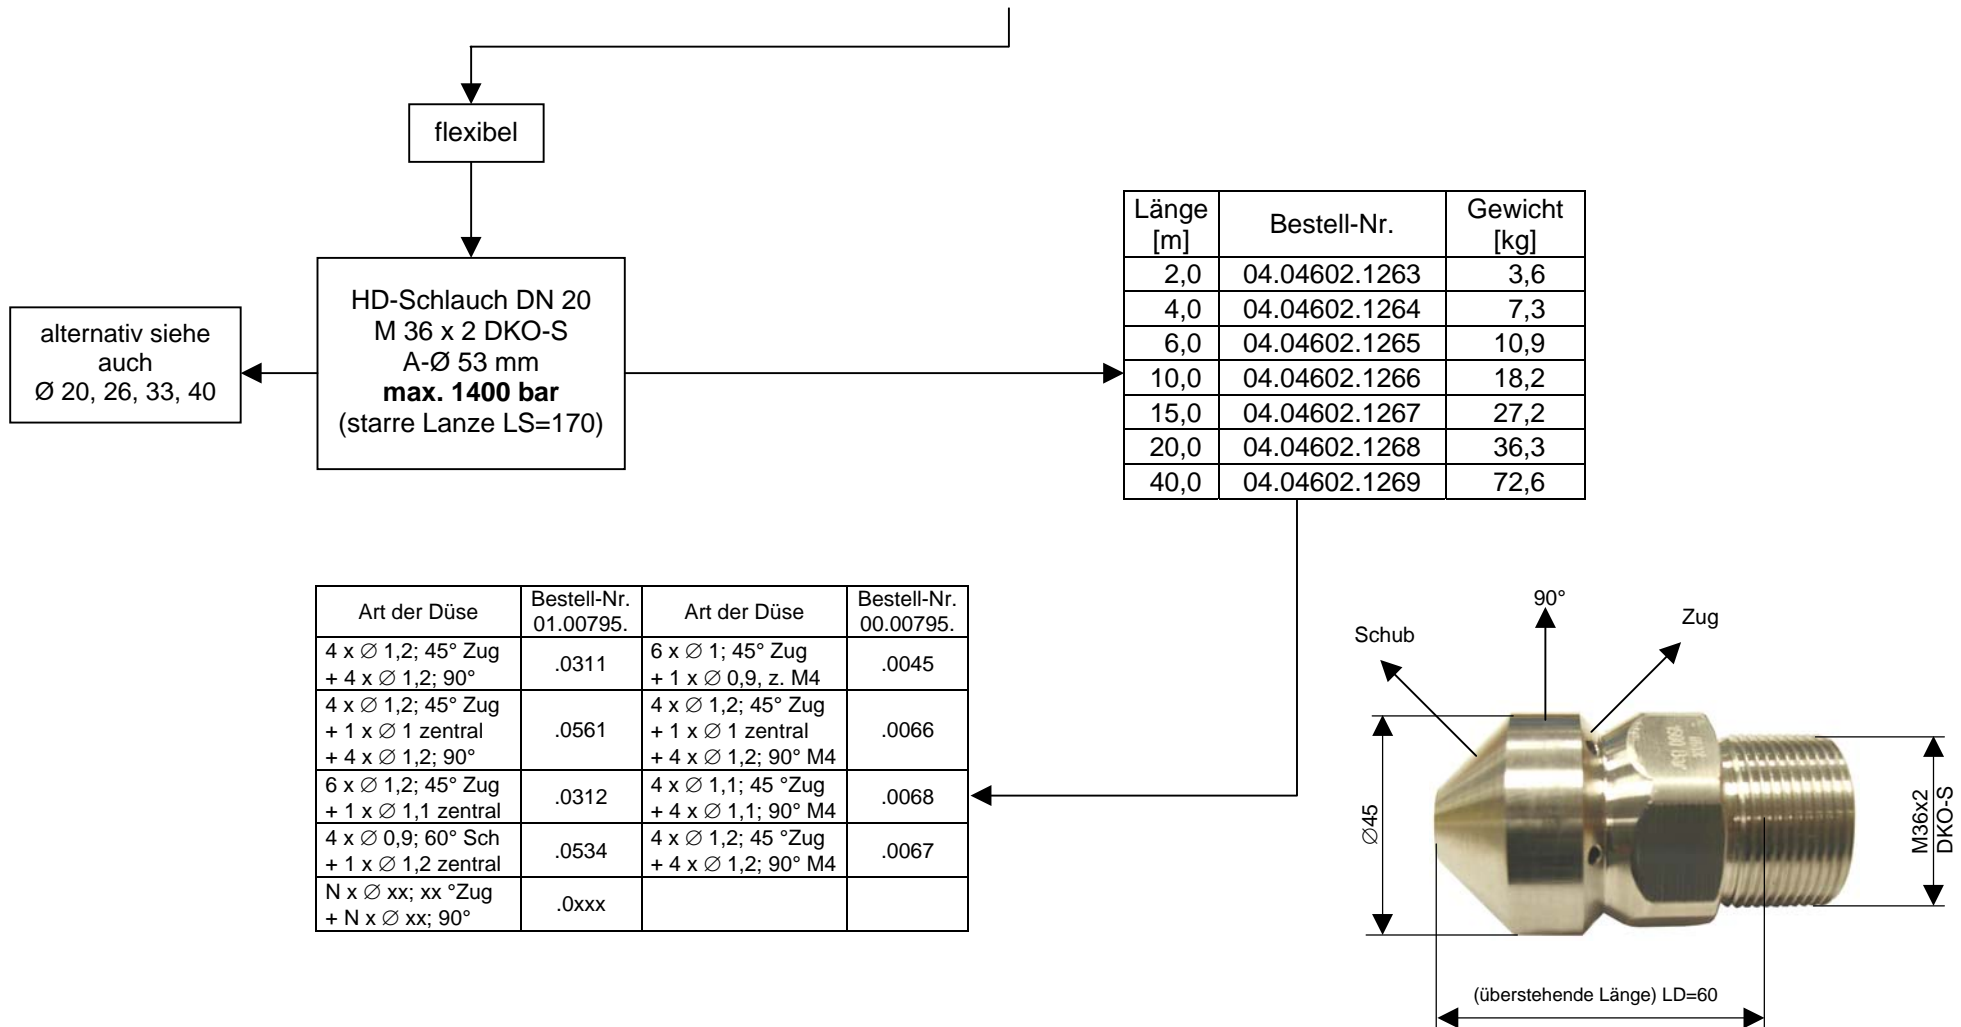 flexibel
HD-Schlauch DN 20
M 36 x 2 DKO-S
A-Ø 53 mm
max. 1400 bar
(starre Lanze LS=170)
alternativ siehe
auch
Ø 20, 26, 33, 40
Länge [m] Bestell-Nr. Gewicht [kg]
2,0 04.04602.1263 3,6
4,0 04.04602.1264 7,3
6,0 04.04602.1265 10,9
10,0 04.04602.1266 18,2
15,0 04.04602.1267 27,2
20,0 04.04602.1268 36,3
40,0 04.04602.1269 72,6
Art der Düse Bestell-Nr. 01.00795. Art der Düse Bestell-Nr. 00.00795.
4 x ∅ 1,2; 45° Zug
+ 4 x ∅ 1,2; 90°
.0311
6 x ∅ 1; 45° Zug
+ 1 x ∅ 0,9, z. M4
.0045
4 x ∅ 1,2; 45° Zug
+ 1 x ∅ 1 zentral
+ 4 x ∅ 1,2; 90°
.0561
4 x ∅ 1,2; 45° Zug
+ 1 x ∅ 1 zentral
+ 4 x ∅ 1,2; 90° M4
.0066
6 x ∅ 1,2; 45° Zug
+ 1 x ∅ 1,1 zentral
.0312
4 x ∅ 1,1; 45 °Zug
+ 4 x ∅ 1,1; 90° M4
.0068
4 x ∅ 0,9; 60° Sch
+ 1 x ∅ 1,2 zentral
.0534
4 x ∅ 1,2; 45 °Zug
+ 4 x ∅ 1,2; 90° M4
.0067
N x ∅ xx; xx °Zug
+ N x ∅ xx; 90°
.0xxx
90°
Schub
Zug
∅45
M36x2
DKO-S
(überstehende Länge) LD=60